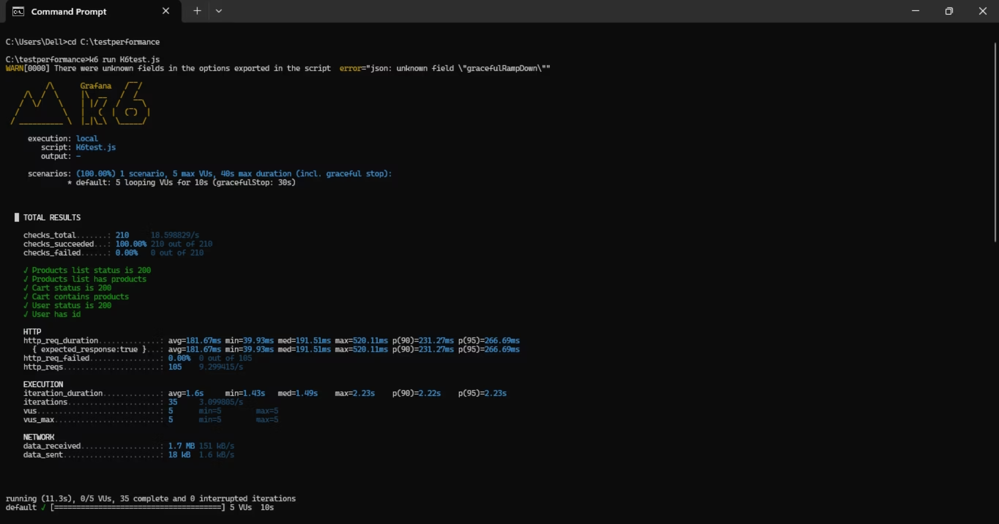 Command Prompt
C:\Users\Dell>cd C:\testperformance
C:\testperformance>k6 run K6test.js
WARN[0000] There were unknown fields in the options exported in the script  error="json: unknown field \"gracefulRampDown\""
Grafana
k6
execution: local
script: K6test.js
output: -
scenarios: (100.00%) 1 scenario, 5 max VUs, 40s max duration (incl. graceful stop):
* default: 5 looping VUs for 10s (gracefulStop: 30s)
TOTAL RESULTS
checks_total.......: 210     18.598829/s
checks_succeeded...: 100.00% 210 out of 210
checks_failed......: 0.00%   0 out of 210
✓ Products list status is 200
✓ Products list has products
✓ Cart status is 200
✓ Cart contains products
✓ User status is 200
✓ User has id
HTTP
http_req_duration..............: avg=181.67ms min=39.93ms med=191.51ms max=520.11ms p(90)=231.27ms p(95)=266.69ms
{ expected_response:true }...: avg=181.67ms min=39.93ms med=191.51ms max=520.11ms p(90)=231.27ms p(95)=266.69ms
http_req_failed................: 0.00%  0 out of 105
http_reqs......................: 105    9.299415/s
EXECUTION
iteration_duration.............: avg=1.6s     min=1.43s   med=1.49s    max=2.23s    p(90)=2.22s    p(95)=2.23s
iterations.....................: 35     3.099805/s
vus............................: 5      min=5        max=5
vus_max........................: 5      min=5        max=5
NETWORK
data_received..................: 1.7 MB 151 kB/s
data_sent......................: 18 kB  1.6 kB/s
running (11.3s), 0/5 VUs, 35 complete and 0 interrupted iterations
default ✓ [======================================] 5 VUs  10s